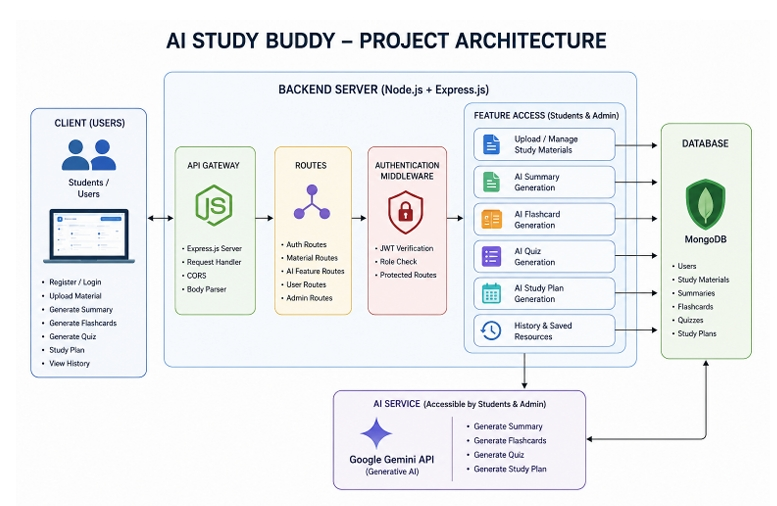 AI STUDY BUDDY – PROJECT ARCHITECTURE
BACKEND SERVER (Node.js + Express.js)
CLIENT (USERS)
Students /
Users
• Register / Login
• Upload Material
• Generate Summary
• Generate Flashcards
• Generate Quiz
• Study Plan
• View History
API GATEWAY
JS
• Express.js Server
• Request Handler
• CORS
• Body Parser
ROUTES
• Auth Routes
• Material Routes
• AI Feature Routes
• User Routes
• Admin Routes
AUTHENTICATION
MIDDLEWARE
• JWT Verification
• Role Check
• Protected Routes
FEATURE ACCESS (Students & Admin)
Upload / Manage
Study Materials
AI Summary
Generation
AI Flashcard
Generation
AI Quiz
Generation
AI Study Plan
Generation
History & Saved
Resources
DATABASE
MongoDB
• Users
• Study Materials
• Summaries
• Flashcards
• Quizzes
• Study Plans
AI SERVICE (Accessible by Students & Admin)
Google Gemini API
(Generative AI)
• Generate Summary
• Generate Flashcards
• Generate Quiz
• Generate Study Plan